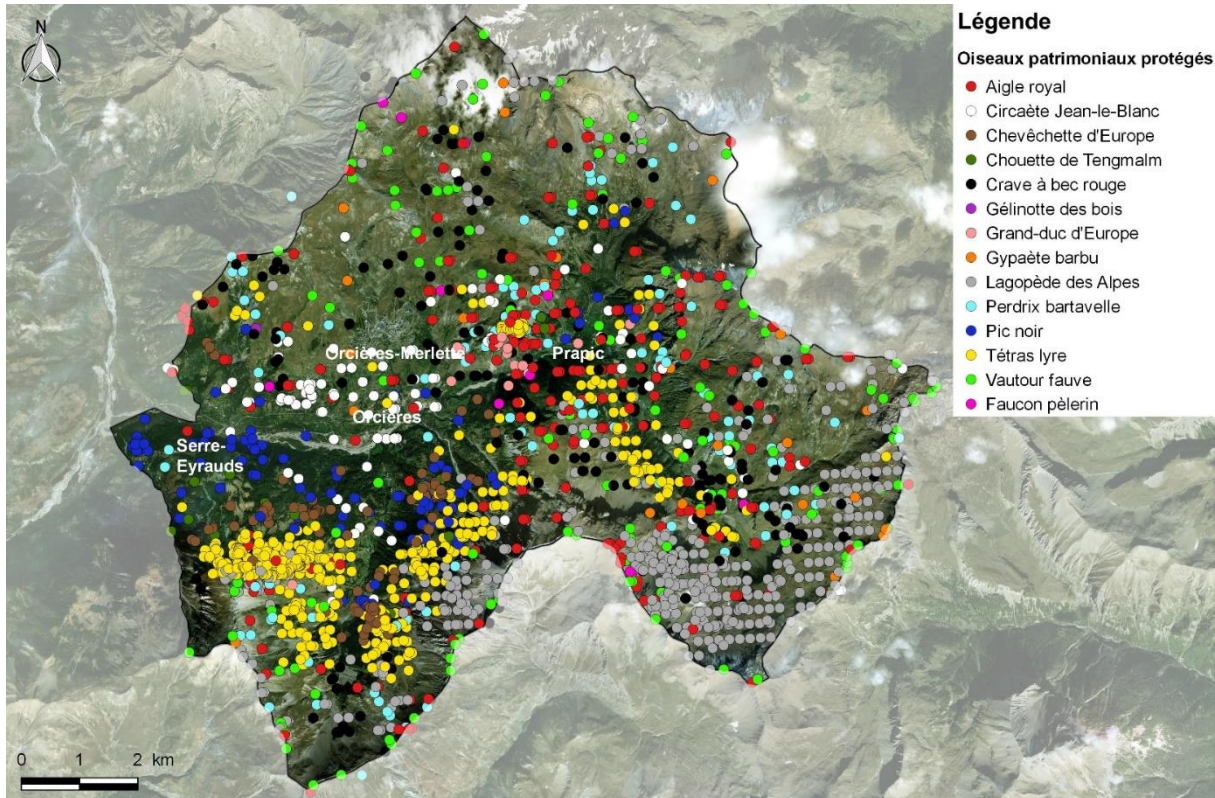 N
Légende
Oiseaux patrimoniaux protégés
Aigle royal
Circaète Jean-le-Blanc
Chevêchette d'Europe
Chouette de Tengmalm
Crave à bec rouge
Gélinotte des bois
Grand-duc d'Europe
Gypaète barbu
Lagopède des Alpes
Perdrix bartavelle
Pic noir
Tétras lyre
Vautour fauve
Faucon pèlerin
Orcières-Merlette
Prapic
Orcières
Serre-
Eyrauds
0 1 2 km